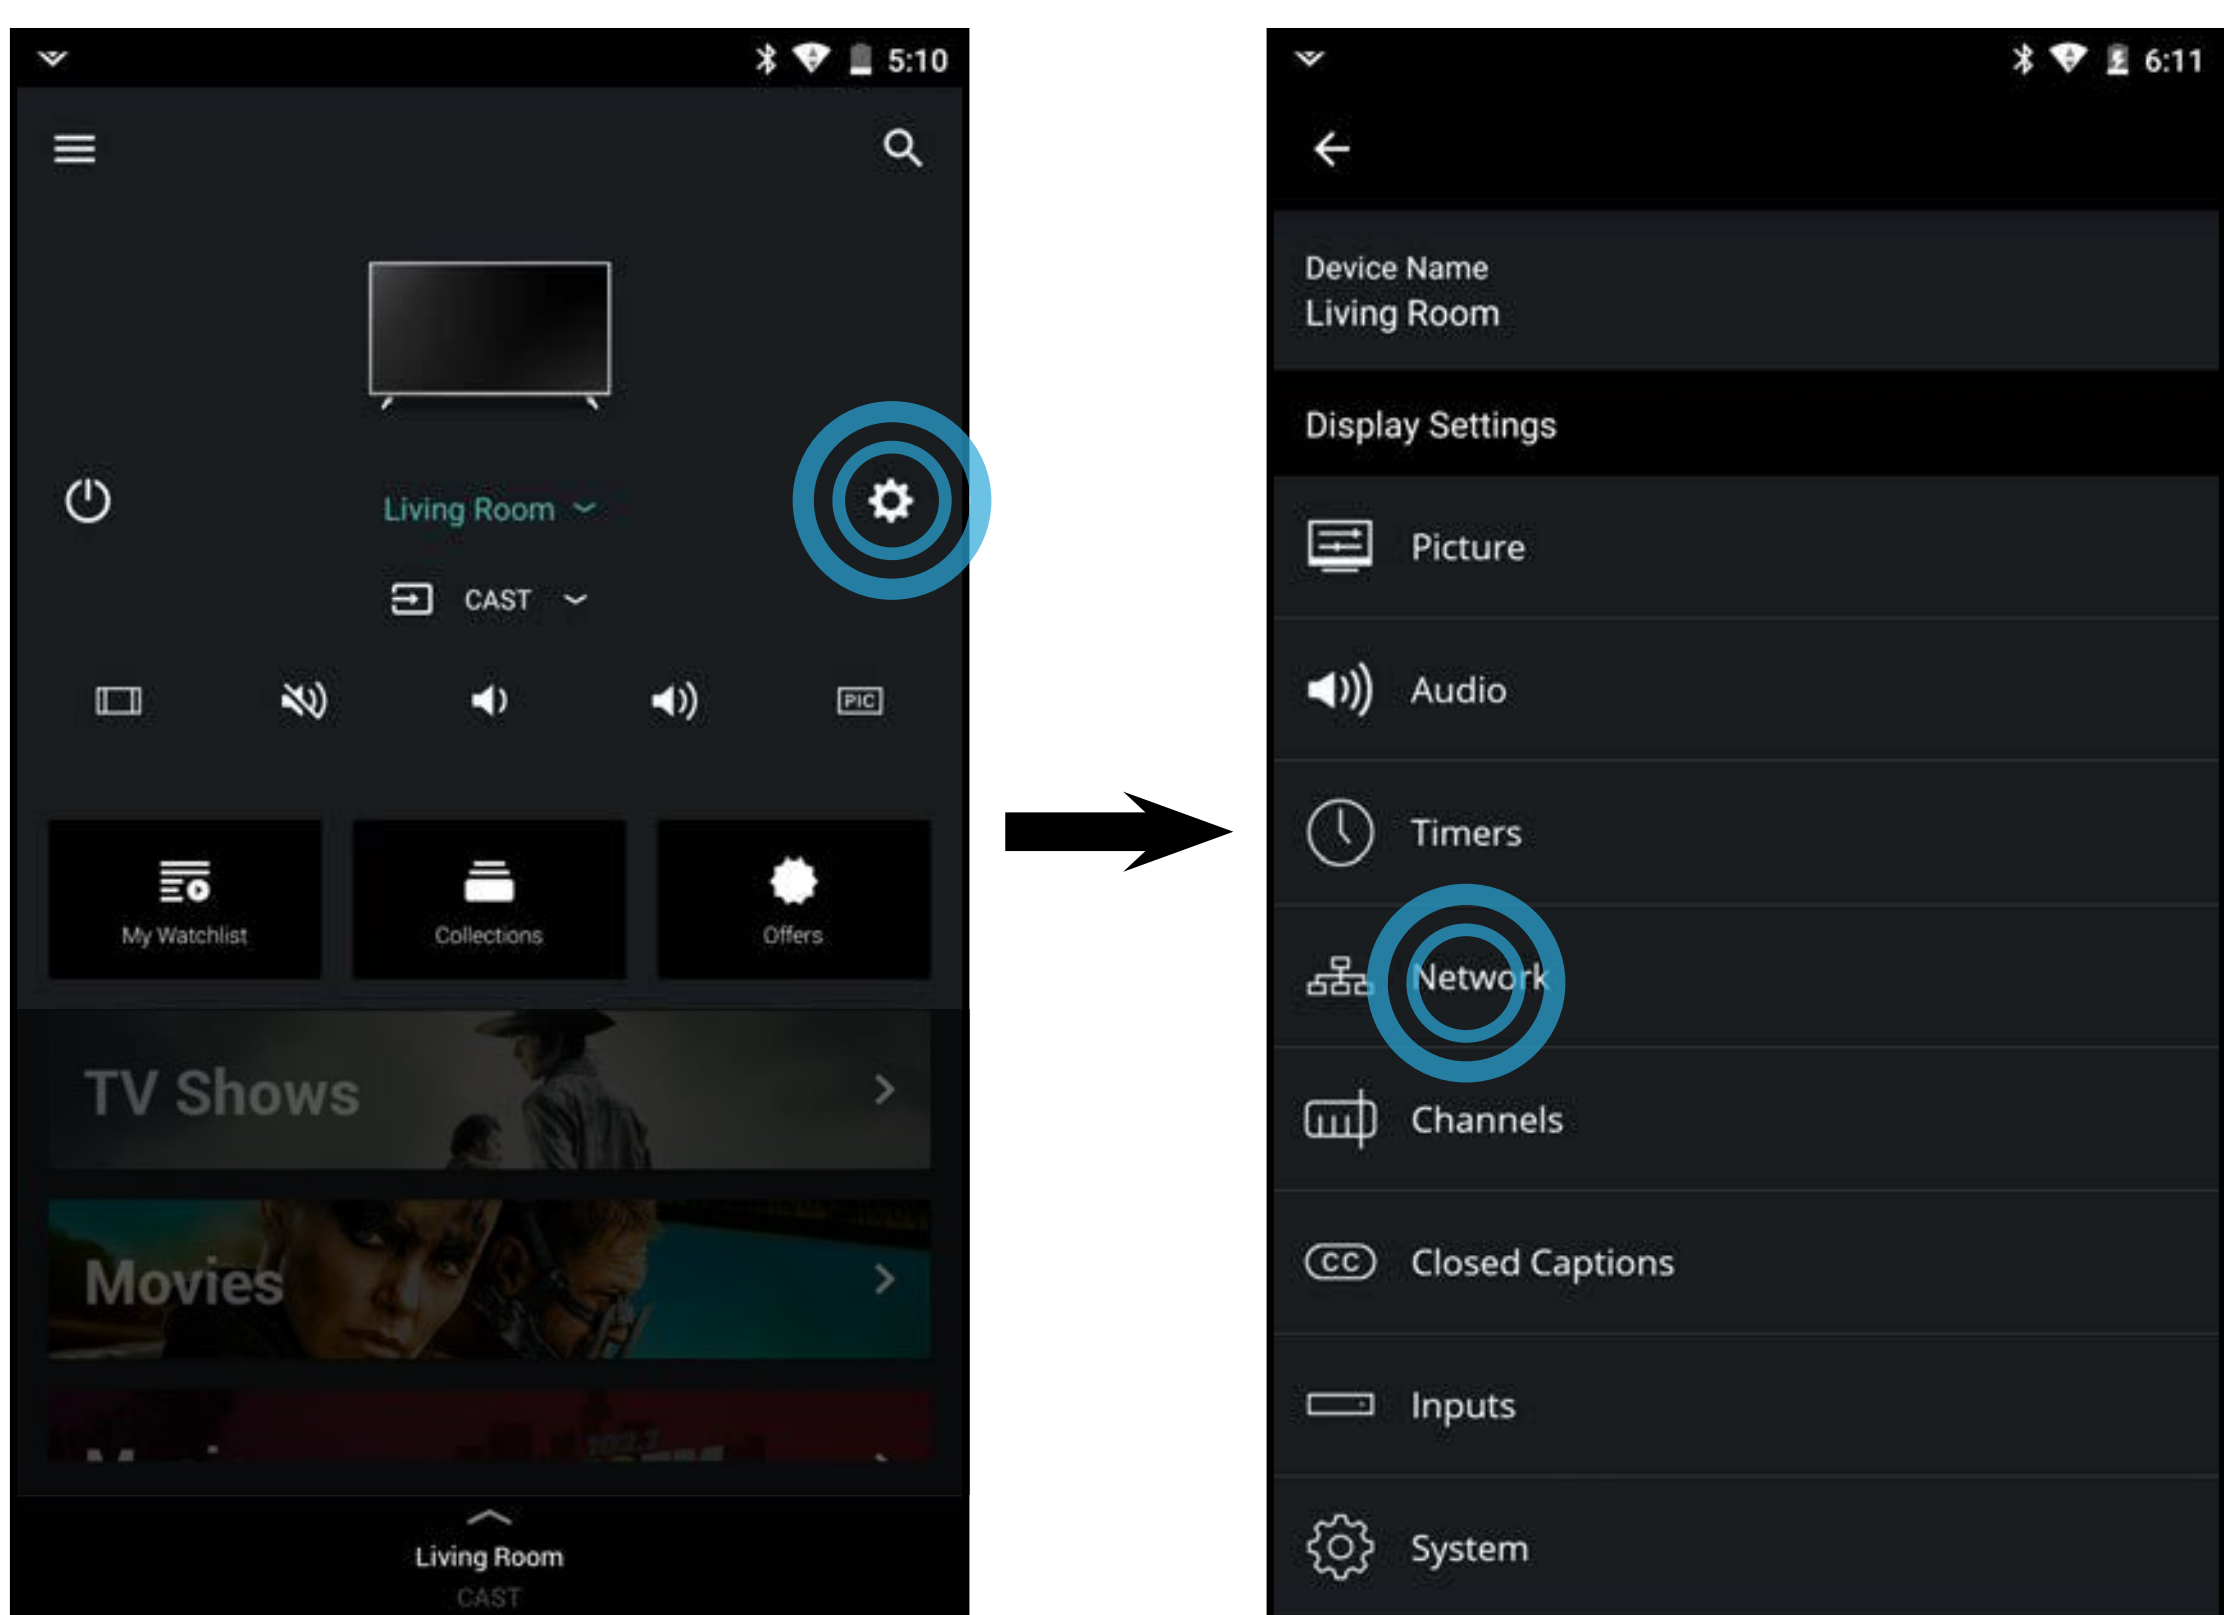 5:10
Living Room
CAST
PIC
My Watchlist
Collections
Offers
TV Shows
Movies
Living Room
CAST
6:11
Device Name
Living Room
Display Settings
Picture
Audio
Timers
Network
Channels
CC
Closed Captions
Inputs
System